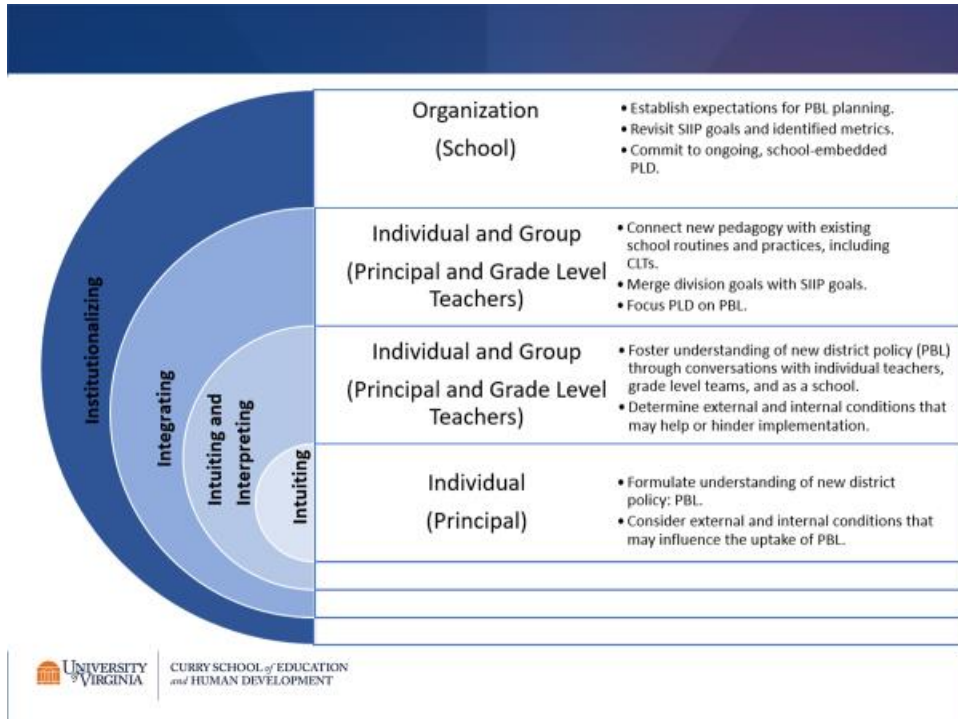 Organization
(School)
• Establish expectations for PBL planning.
• Revisit SIIP goals and identified metrics.
• Commit to ongoing, school-embedded
PLD.
Individual and Group
(Principal and Grade Level
Teachers)
• Connect new pedagogy with existing
school routines and practices, including
CLTs.
• Merge division goals with SIIP goals.
• Focus PLD on PBL.
Individual and Group
(Principal and Grade Level
Teachers)
• Foster understanding of new district policy (PBL)
through conversations with individual teachers,
grade level teams, and as a school.
• Determine external and internal conditions that
may help or hinder implementation.
Individual
(Principal)
• Formulate understanding of new district
policy: PBL.
• Consider external and internal conditions that
may influence the uptake of PBL.
Institutionalizing
Integrating
Intuiting and
Interpreting
Intuiting
UNIVERSITY
of VIRGINIA
CURRY SCHOOL of EDUCATION
and HUMAN DEVELOPMENT